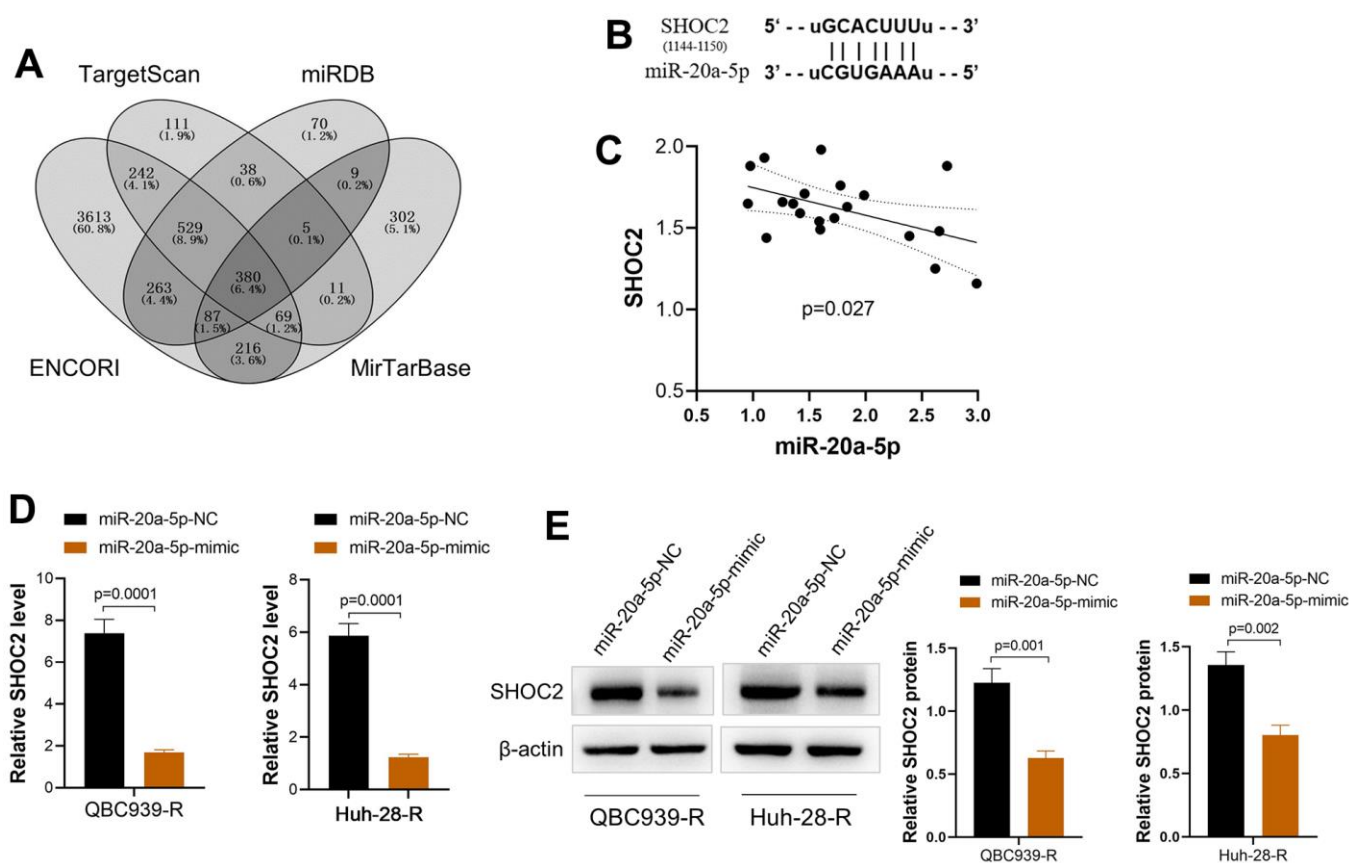 A
TargetScan
miRDB
111
(1.9%)
70
(1.2%)
242
(4.1%)
38
(0.6%)
9
(0.2%)
3613
(60.8%)
529
(8.9%)
5
(0.1%)
302
(5.1%)
380
(6.4%)
263
(4.4%)
11
(0.2%)
87
(1.5%)
69
(1.2%)
216
(3.6%)
ENCORI
MirTarBase
B
SHOC2 5‘ - - uGCACUUUu - - 3’
(1144-1150)
miR-20a-5p 3’ - - uCGUGAAAu - - 5’
C
2.0
1.5
1.0
0.5
SHOC2
p=0.027
0.5 1.0 1.5 2.0 2.5 3.0
miR-20a-5p
D
miR-20a-5p-NC
miR-20a-5p-mimic
Relative SHOC2 level
10
8
6
4
2
0
p=0.0001
QBC939-R
miR-20a-5p-NC
miR-20a-5p-mimic
Relative SHOC2 level
8
6
4
2
0
p=0.0001
Huh-28-R
E
miR-20a-5p-NC
miR-20a-5p-mimic
miR-20a-5p-NC
miR-20a-5p-mimic
SHOC2
β-actin
QBC939-R
Huh-28-R
miR-20a-5p-NC
miR-20a-5p-mimic
Relative SHOC2 protein
1.5
1.0
0.5
0.0
p=0.001
QBC939-R
miR-20a-5p-NC
miR-20a-5p-mimic
Relative SHOC2 protein
1.5
1.0
0.5
0.0
p=0.002
Huh-28-R